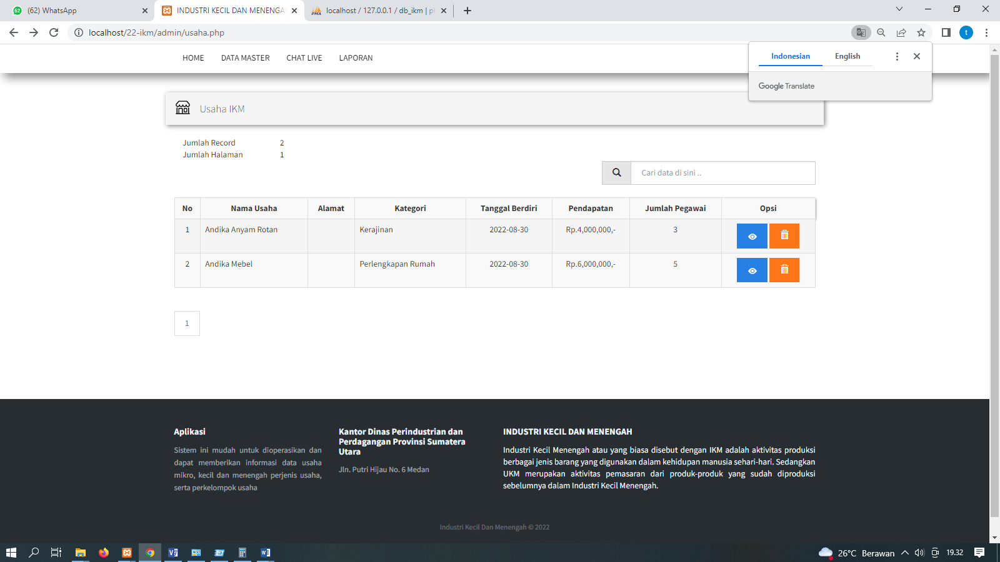 (62) WhatsApp
INDUSTRI KECIL DAN MENENGA
localhost / 127.0.0.1 / db_ikm | p
localhost/22-ikm/admin/usaha.php
t
HOME DATA MASTER CHAT LIVE LAPORAN
Indonesian English
Google Translate
Usaha IKM
Jumlah Record 2
Jumlah Halaman 1
Cari data di sini ..
No Nama Usaha Alamat Kategori Tanggal Berdiri Pendapatan Jumlah Pegawai Opsi
1 Andika Anyam Rotan Kerajinan 2022-08-30 Rp.4,000,000,- 3
2 Andika Mebel Perlengkapan Rumah 2022-08-30 Rp.6,000,000,- 5
1
Aplikasi
Sistem ini mudah untuk dioperasikan dan
dapat memberikan informasi data usaha
mikro, kecil dan menengah perjenis usaha,
serta perkelompok usaha
Kantor Dinas Perindustrian dan
Perdagangan Provinsi Sumatera
Utara
Jln. Putri Hijau No. 6 Medan
INDUSTRI KECIL DAN MENENGAH
Industri Kecil Menengah atau yang biasa disebut dengan IKM adalah aktivitas produksi
berbagai jenis barang yang digunakan dalam kehidupan manusia sehari-hari. Sedangkan
UKM merupakan aktivitas pemasaran dari produk-produk yang sudah diproduksi
sebelumnya dalam Industri Kecil Menengah.
Industri Kecil Dan Menengah © 2022
26°C Berawan 19.32